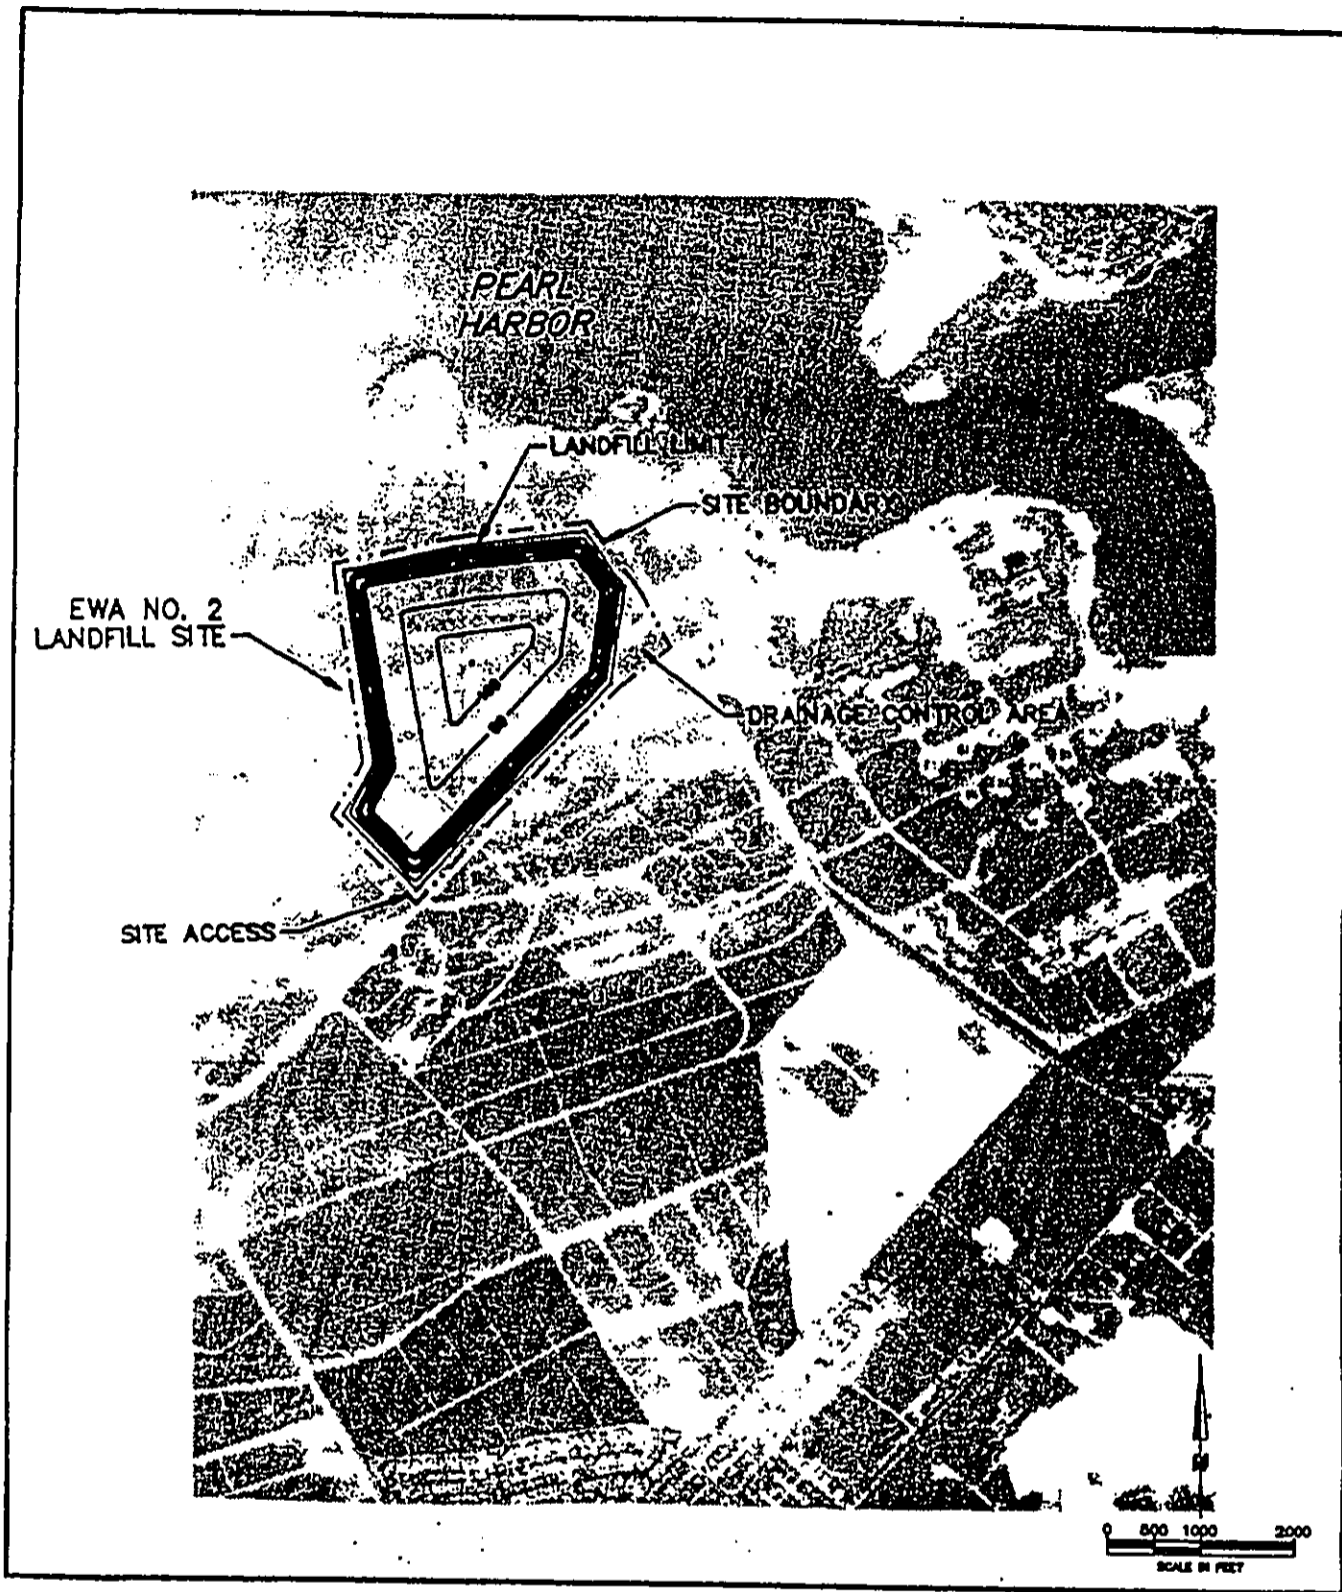 PEARL
HARBOR
LANDFILL LIMIT
SITE BOUNDARY
EWA NO. 2
LANDFILL SITE
DRAINAGE CONTROL AREA
SITE ACCESS
0 500 1000 2000
SCALE IN FEET